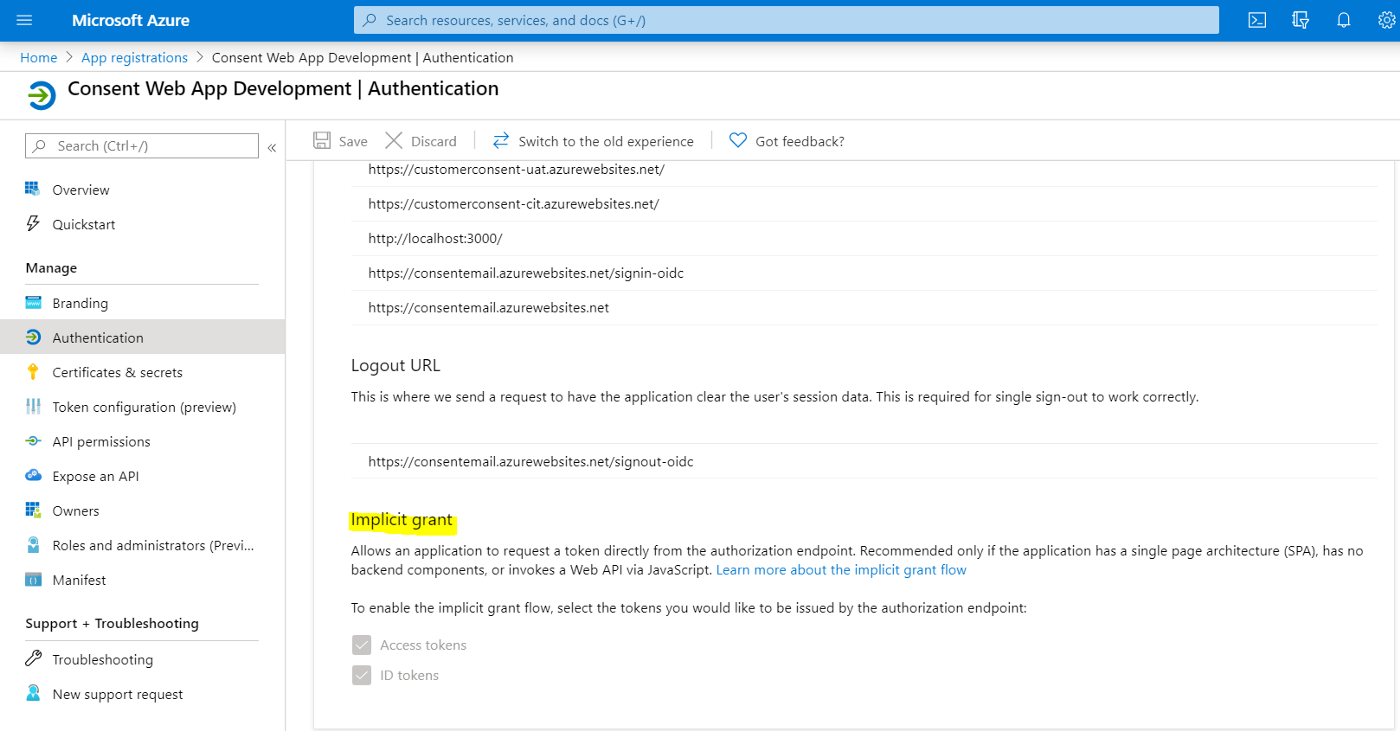 Microsoft Azure
Search resources, services, and docs (G+/)
Home > App registrations > Consent Web App Development | Authentication
Consent Web App Development | Authentication
Search (Ctrl+/)
«
Overview
Quickstart
Manage
Branding
Authentication
Certificates & secrets
Token configuration (preview)
API permissions
Expose an API
Owners
Roles and administrators (Previ...
Manifest
Support + Troubleshooting
Troubleshooting
New support request
Save Discard Switch to the old experience Got feedback?
https://customerconsent-uat.azurewebsites.net/
https://customerconsent-cit.azurewebsites.net/
http://localhost:3000/
https://consentemail.azurewebsites.net/signin-oidc
https://consentemail.azurewebsites.net
Logout URL
This is where we send a request to have the application clear the user's session data. This is required for single sign-out to work correctly.
https://consentemail.azurewebsites.net/signout-oidc
Implicit grant
Allows an application to request a token directly from the authorization endpoint. Recommended only if the application has a single page architecture (SPA), has no
backend components, or invokes a Web API via JavaScript. Learn more about the implicit grant flow
To enable the implicit grant flow, select the tokens you would like to be issued by the authorization endpoint:
Access tokens
ID tokens